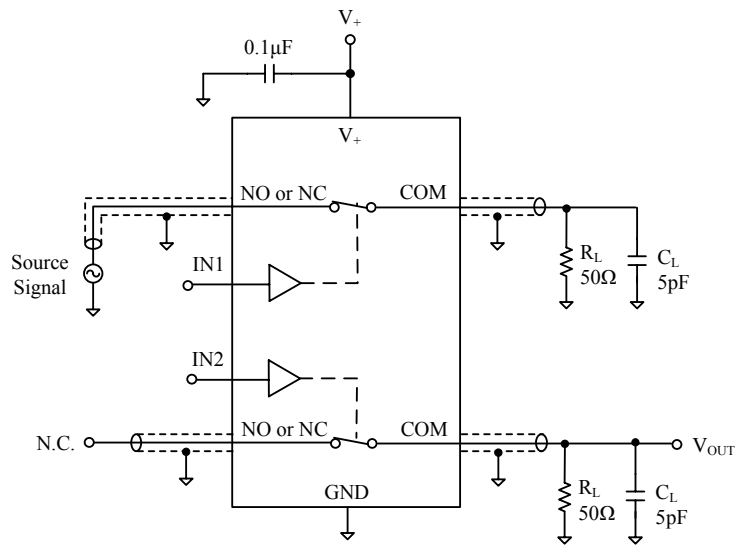 V+
0.1μF
V+
NO or NC
COM
Source
Signal
IN1
RL
50Ω
CL
5pF
IN2
N.C.
NO or NC
COM
VOUT
GND
RL
50Ω
CL
5pF